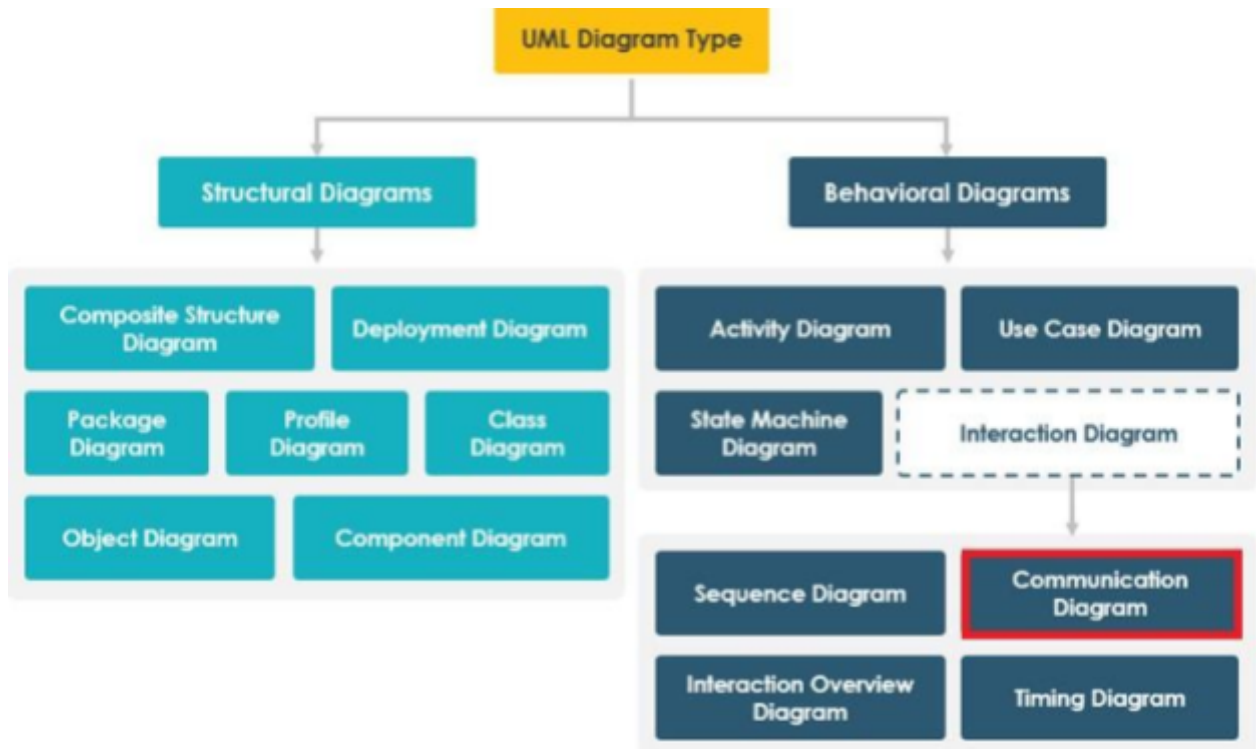 UML Diagram Type
Structural Diagrams
Behavioral Diagrams
Composite Structure
Diagram
Deployment Diagram
Package
Diagram
Profile
Diagram
Class
Diagram
Object Diagram
Component Diagram
Activity Diagram
Use Case Diagram
State Machine
Diagram
Interaction Diagram
Sequence Diagram
Communication
Diagram
Interaction Overview
Diagram
Timing Diagram